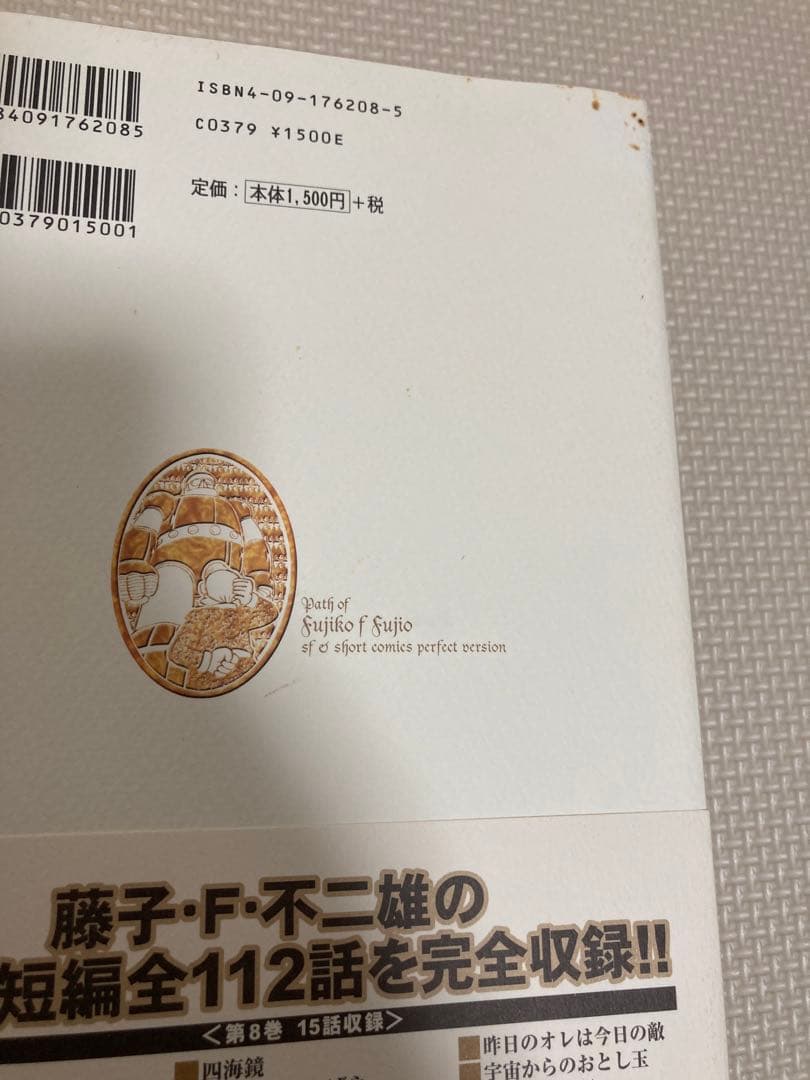 ISBN4-09-176208-5
C0379 ¥1500E
84091762085
0379015001
定価：本体1,500円+税
Path of
Fujiko f Fujio
sf & short comics perfect version
藤子・F・不二雄の
短編全112話を完全収録!!
＜第8巻 15話収録＞
四海鏡
昨日のオレは今日の敵
宇宙からのおとし玉